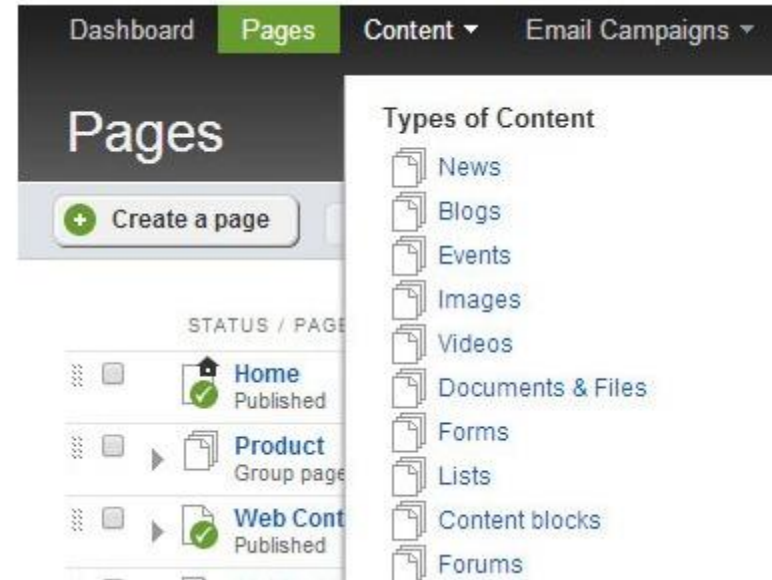 Dashboard Pages Content Email Campaigns
Pages
Create a page
STATUS / PAGE
Home
Published
Product
Group page
Web Cont
Published
Types of Content
News
Blogs
Events
Images
Videos
Documents & Files
Forms
Lists
Content blocks
Forums